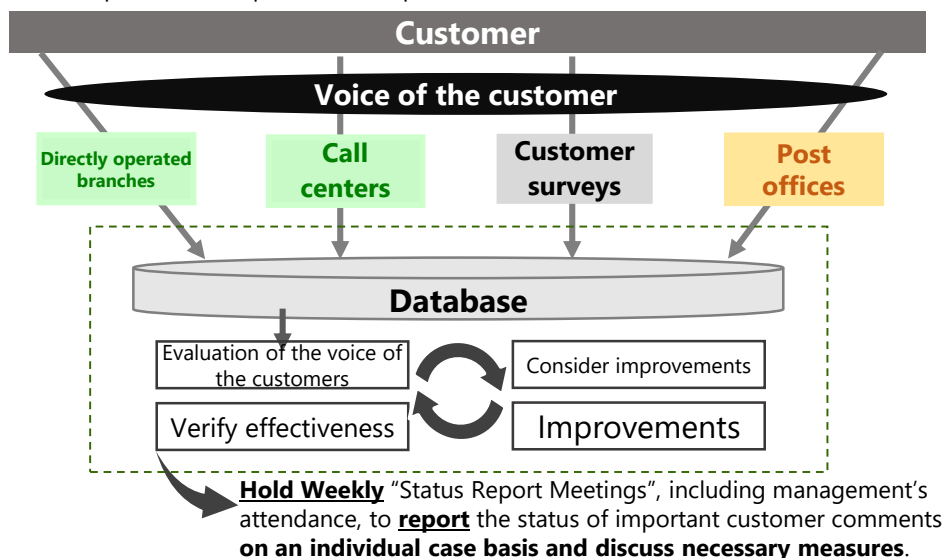 Customer
Voice of the customer
Directly operated
branches
Call
centers
Customer
surveys
Post
offices
Database
Evaluation of the voice of
the customers
Consider improvements
Verify effectiveness
Improvements
Hold Weekly “Status Report Meetings”, including management’s
attendance, to report the status of important customer comments
on an individual case basis and discuss necessary measures.